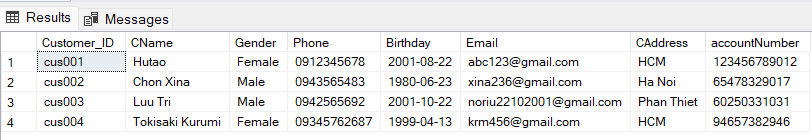 Results Messages
Customer_ID CName Gender Phone Birthday Email CAddress accountNumber
1 cus001 Hutao Female 0912345678 2001-08-22 abc123@gmail.com HCM 123456789012
2 cus002 Chon Xina Male 0943565483 1980-06-23 xina236@gmail.com Ha Noi 65478329017
3 cus003 Luu Tri Male 0942565692 2001-10-22 noriu22102001@gmail.com Phan Thiet 60250331031
4 cus004 Tokisaki Kurumi Female 09345762687 1999-04-13 krm456@gmail.com HCM 94657382946